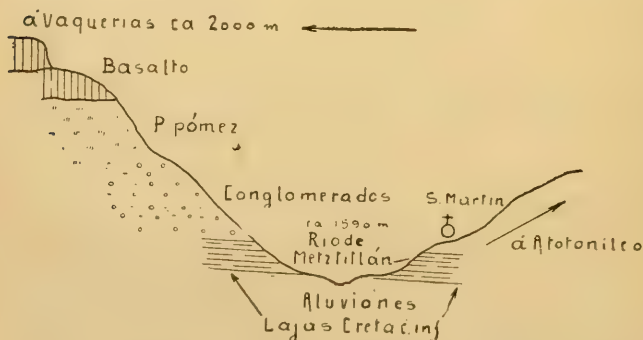 á Vaquerias ca 2000 m
Basalto
P pómez
Conglomerados
S. Martin
ca 1590 m
Rio de
Metztitlán
á Atotonilco
Aluviones
Lajas Cretac. inf